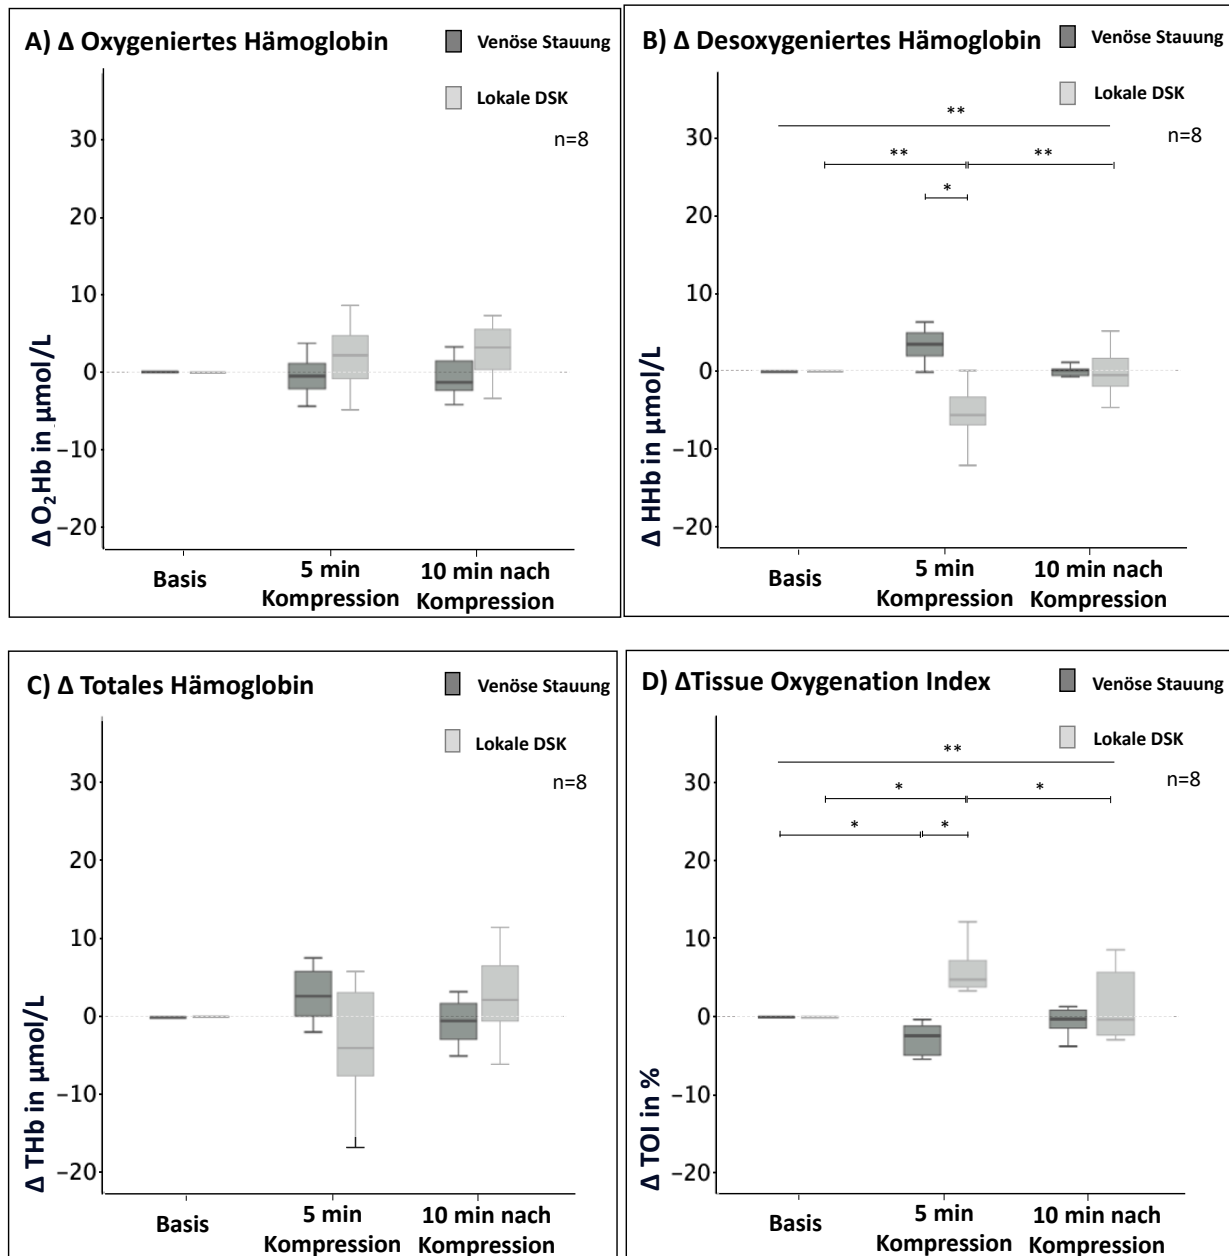 A) Δ Oxygeniertes Hämoglobin
Venöse Stauung
Lokale DSK
n=8
30
20
10
0
−10
−20
Δ O₂Hb in µmol/L
Basis
5 min
Kompression
10 min nach
Kompression
B) Δ Desoxygeniertes Hämoglobin
Venöse Stauung
Lokale DSK
n=8
**
**
**
*
30
20
10
0
−10
−20
Δ HHb in µmol/L
Basis
5 min
Kompression
10 min nach
Kompression
C) Δ Totales Hämoglobin
Venöse Stauung
Lokale DSK
n=8
30
20
10
0
−10
−20
Δ THb in µmol/L
Basis
5 min
Kompression
10 min nach
Kompression
D) ΔTissue Oxygenation Index
Venöse Stauung
Lokale DSK
n=8
**
*
*
*
*
30
20
10
0
−10
−20
Δ TOI in %
Basis
5 min
Kompression
10 min nach
Kompression